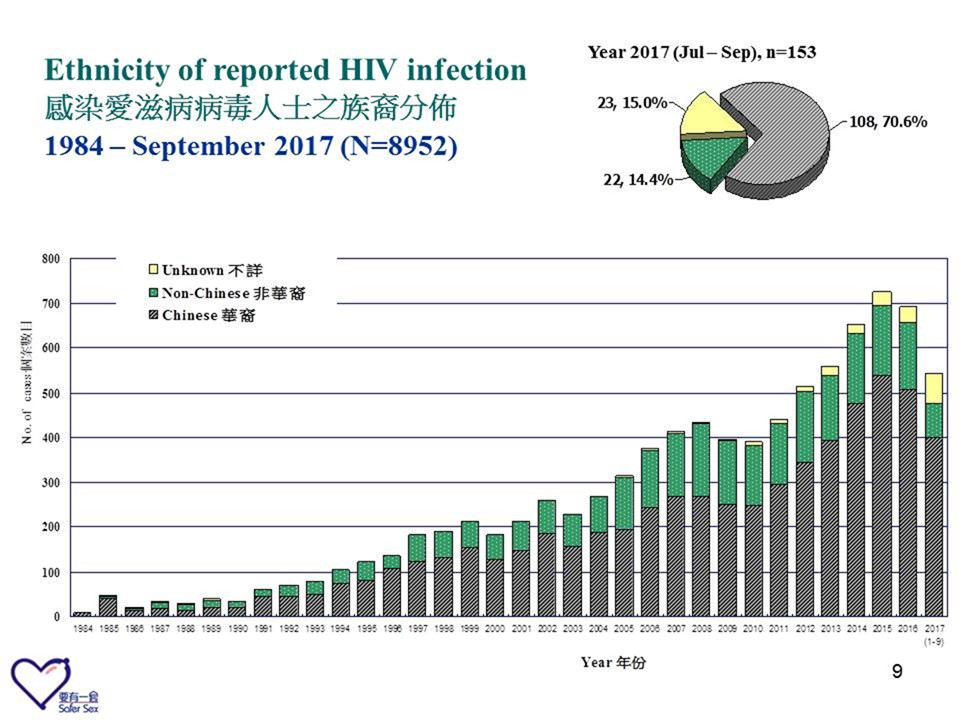 Ethnicity of reported HIV infection
感染愛滋病病毒人士之族裔分佈
1984 – September 2017 (N=8952)
Year 2017 (Jul – Sep), n=153
23, 15.0%
108, 70.6%
22, 14.4%
Unknown 不詳
Non-Chinese 非華裔
Chinese 華裔
No. of cases 個案數目
800
700
600
500
400
300
200
100
0
1984 1985 1986 1987 1988 1989 1990 1991 1992 1993 1994 1995 1996 1997 1998 1999 2000 2001 2002 2003 2004 2005 2006 2007 2008 2009 2010 2011 2012 2013 2014 2015 2016 2017
(1-9)
Year 年份
要有一套
Safer Sex
9